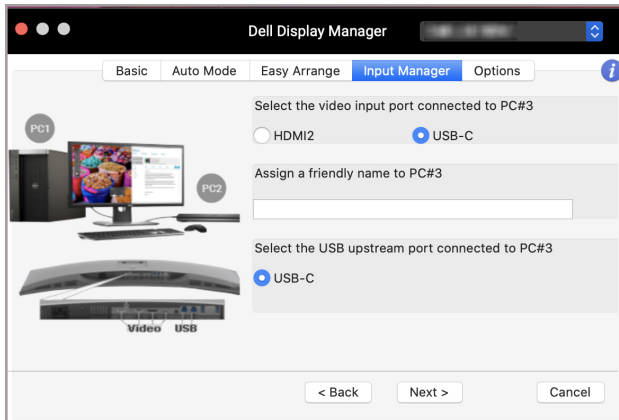 Dell Display Manager
Basic Auto Mode Easy Arrange Input Manager Options
i
Select the video input port connected to PC#3
HDMI2 USB-C
Assign a friendly name to PC#3
Select the USB upstream port connected to PC#3
USB-C
PC1
PC2
Video USB
< Back Next > Cancel